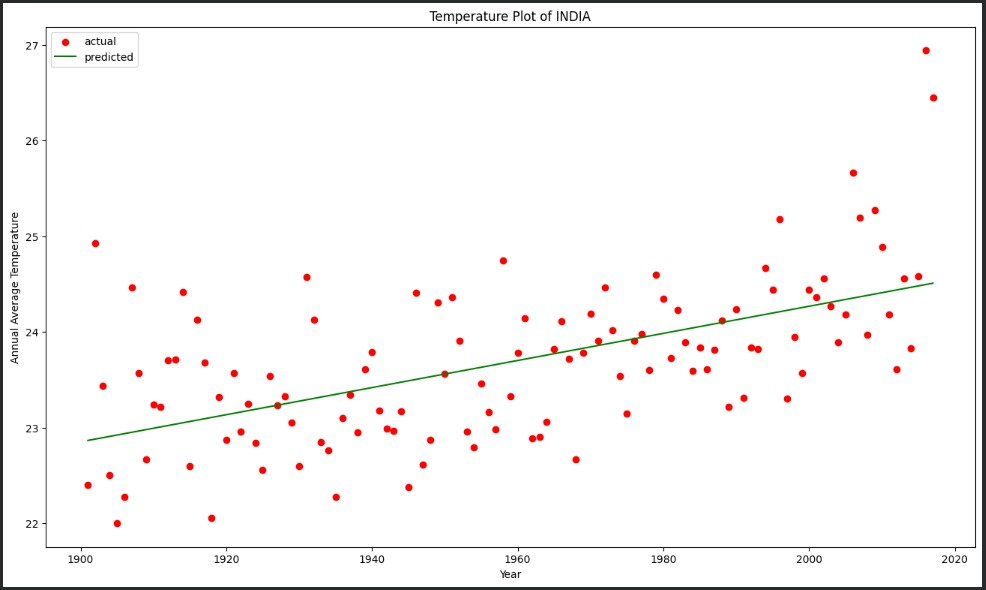 Temperature Plot of INDIA
actual
predicted
27
26
25
24
23
22
Annual Average Temperature
1900 1920 1940 1960 1980 2000 2020
Year